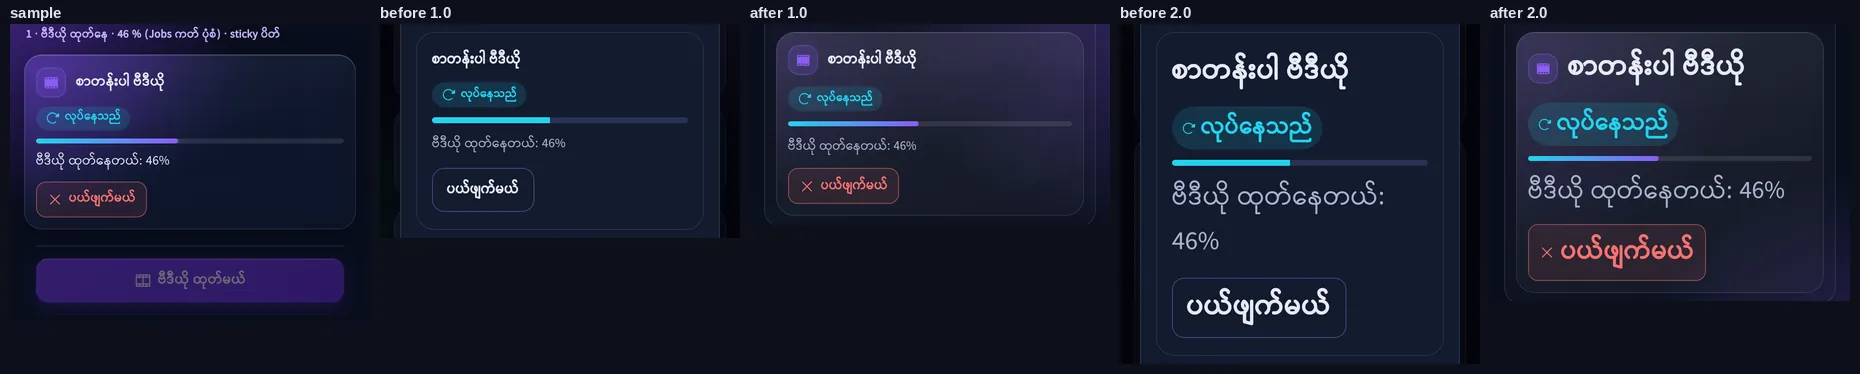 sample
1 · ဗီဒီယို ထုတ်နေ · 46 % (Jobs ကတ် ပုံစံ) · sticky ပိတ်
စာတန်းပါ ဗီဒီယို
လုပ်နေသည်
ဗီဒီယို ထုတ်နေတယ်: 46%
ပယ်ဖျက်မယ်
ဗီဒီယို ထုတ်မယ်
before 1.0
စာတန်းပါ ဗီဒီယို
လုပ်နေသည်
ဗီဒီယို ထုတ်နေတယ်: 46%
ပယ်ဖျက်မယ်
after 1.0
စာတန်းပါ ဗီဒီယို
လုပ်နေသည်
ဗီဒီယို ထုတ်နေတယ်: 46%
ပယ်ဖျက်မယ်
before 2.0
စာတန်းပါ ဗီဒီယို
လုပ်နေသည်
ဗီဒီယို ထုတ်နေတယ်:
46%
ပယ်ဖျက်မယ်
after 2.0
စာတန်းပါ ဗီဒီယို
လုပ်နေသည်
ဗီဒီယို ထုတ်နေတယ်: 46%
ပယ်ဖျက်မယ်